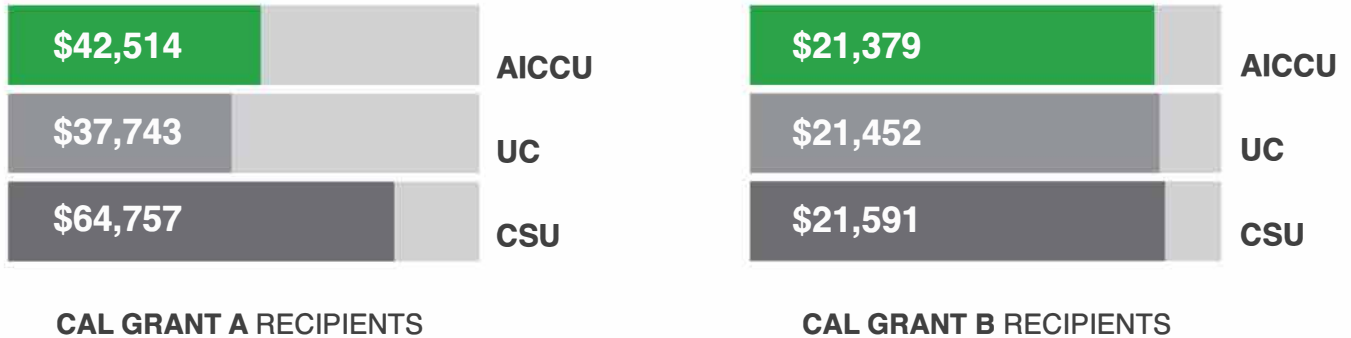 $42,514
AICCU
$37,743
UC
$64,757
CSU
CAL GRANT A RECIPIENTS
$21,379
AICCU
$21,452
UC
$21,591
CSU
CAL GRANT B RECIPIENTS